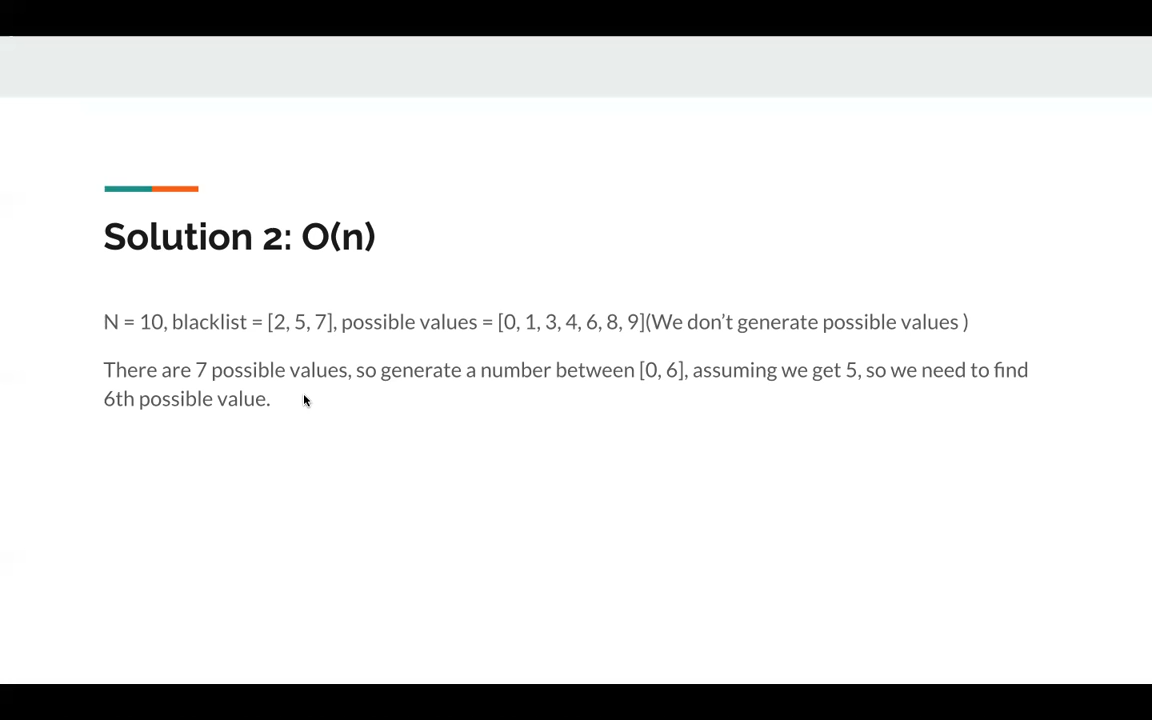 Solution 2: O(n)
N = 10, blacklist = [2, 5, 7], possible values = [0, 1, 3, 4, 6, 8, 9](We don’t generate possible values )
There are 7 possible values, so generate a number between [0, 6], assuming we get 5, so we need to find
6th possible value.